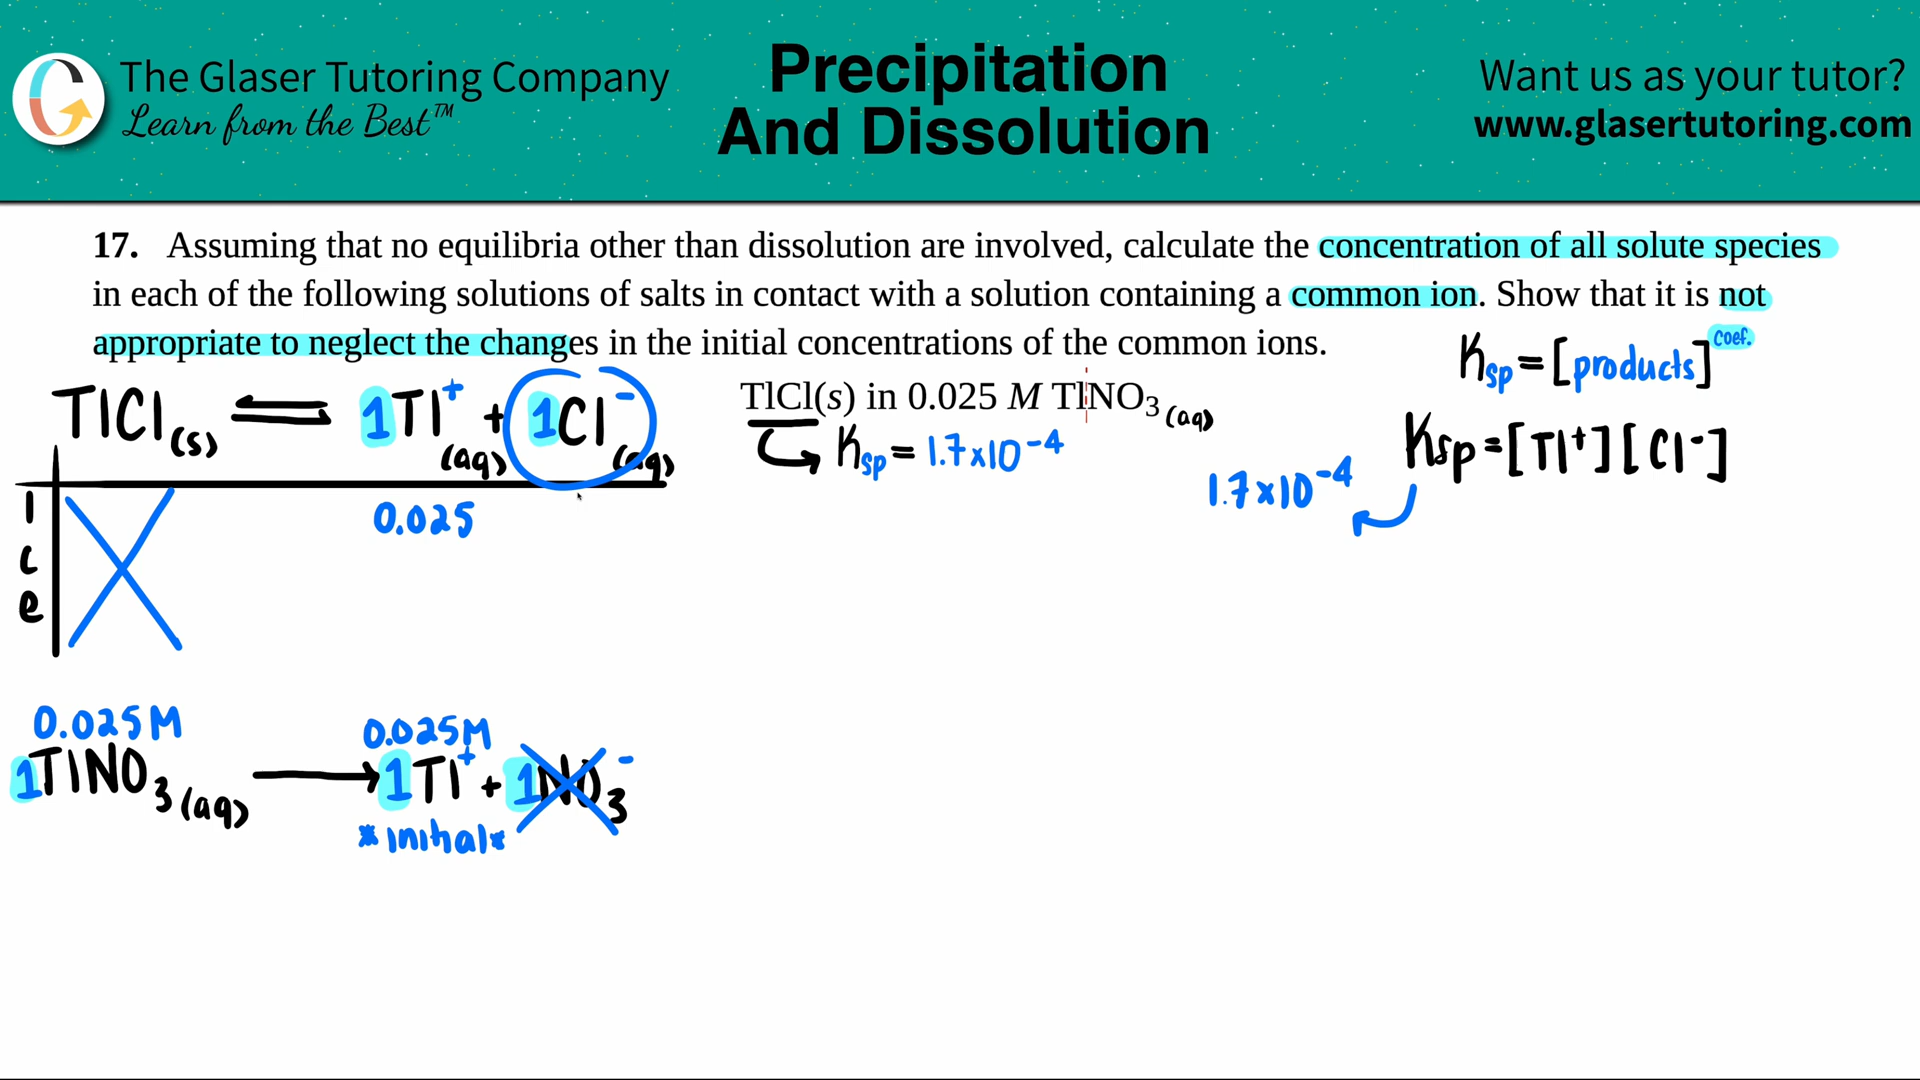 The Glaser Tutoring Company
Learn from the Best™
Precipitation
And Dissolution
Want us as your tutor?
www.glasertutoring.com
17. Assuming that no equilibria other than dissolution are involved, calculate the concentration of all solute species
in each of the following solutions of salts in contact with a solution containing a common ion. Show that it is not
appropriate to neglect the changes in the initial concentrations of the common ions.
Ksp = [products]^coef.
TlCl(s) ⇌ 1Tl⁺(aq) + 1Cl⁻(aq)
TlCl(s) in 0.025 M TlNO₃(aq)
Ksp = 1.7x10⁻⁴
Ksp = [Tl⁺][Cl⁻]
1.7x10⁻⁴
I
0.025
C
e
0.025M
0.025M
1TlNO₃(aq) → 1Tl⁺ + 1NO₃⁻
*initial*